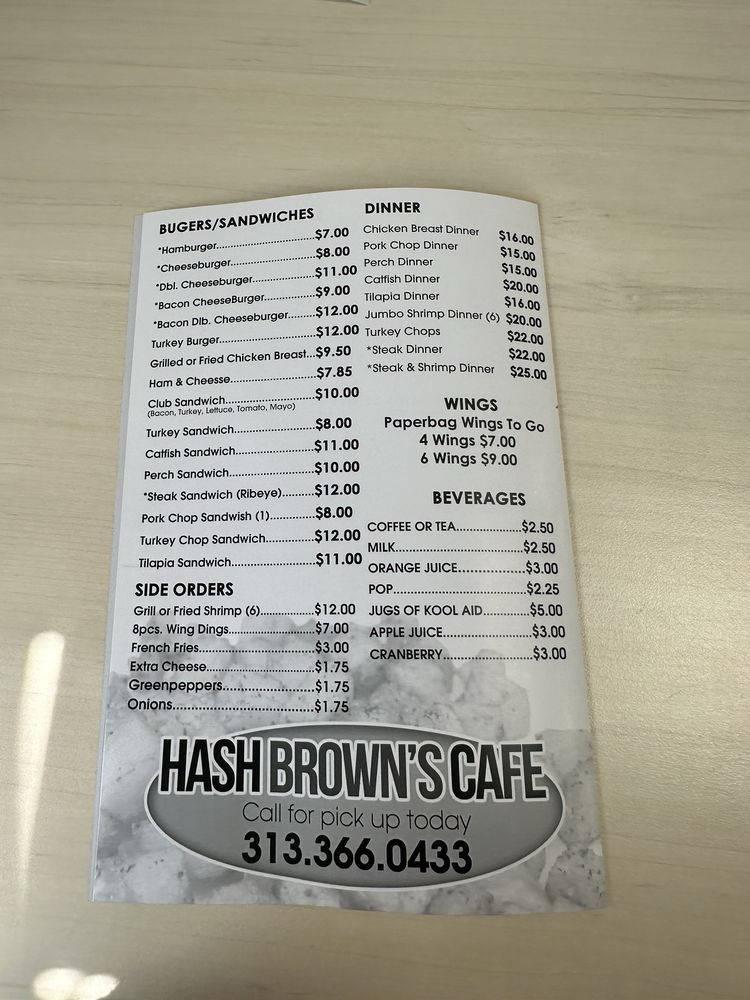 BUGERS/SANDWICHES
*Hamburger..............................$7.00
*Cheeseburger.........................$8.00
*Dbl. Cheeseburger..................$11.00
*Bacon CheeseBurger..............$9.00
*Bacon Dlb. Cheeseburger........$12.00
Turkey Burger............................$12.00
Grilled or Fried Chicken Breast...$9.50
Ham & Cheesse.........................$7.85
Club Sandwich..........................$10.00
(Bacon, Turkey, Lettuce, Tomato, Mayo)
Turkey Sandwich........................$8.00
Catfish Sandwich.......................$11.00
Perch Sandwich.........................$10.00
*Steak Sandwich (Ribeye).........$12.00
Pork Chop Sandwish (1).............$8.00
Turkey Chop Sandwich..............$12.00
Tilapia Sandwich........................$11.00
SIDE ORDERS
Grill or Fried Shrimp (6)...............$12.00
8pcs. Wing Dings........................$7.00
French Fries.................................$3.00
Extra Cheese...............................$1.75
Greenpeppers.............................$1.75
Onions.........................................$1.75
DINNER
Chicken Breast Dinner $16.00
Pork Chop Dinner $15.00
Perch Dinner $15.00
Catfish Dinner $20.00
Tilapia Dinner $16.00
Jumbo Shrimp Dinner (6) $20.00
Turkey Chops $22.00
*Steak Dinner $22.00
*Steak & Shrimp Dinner $25.00
WINGS
Paperbag Wings To Go
4 Wings $7.00
6 Wings $9.00
BEVERAGES
COFFEE OR TEA...................$2.50
MILK.....................................$2.50
ORANGE JUICE...................$3.00
POP......................................$2.25
JUGS OF KOOL AID.............$5.00
APPLE JUICE........................$3.00
CRANBERRY.........................$3.00
HASH BROWN'S CAFE
Call for pick up today
313.366.0433